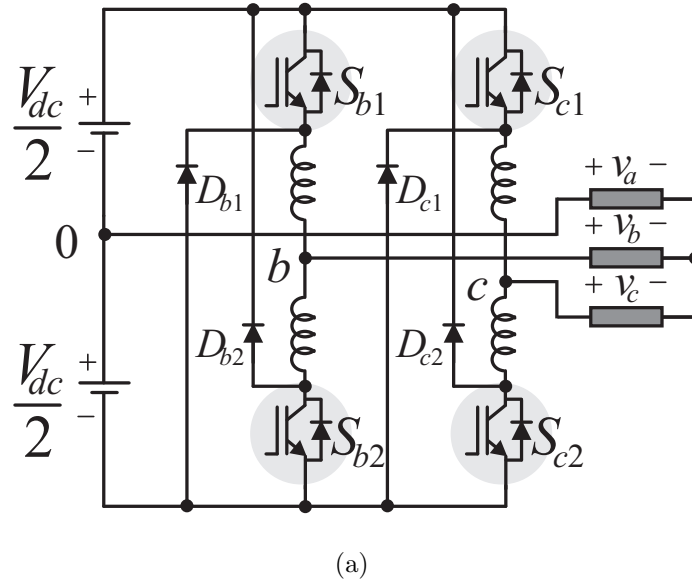 V_dc/2 + −
S_b1
S_c1
D_b1
D_c1
+ v_a −
0
b
+ v_b −
c
+ v_c −
V_dc/2 + −
D_b2
D_c2
S_b2
S_c2
(a)